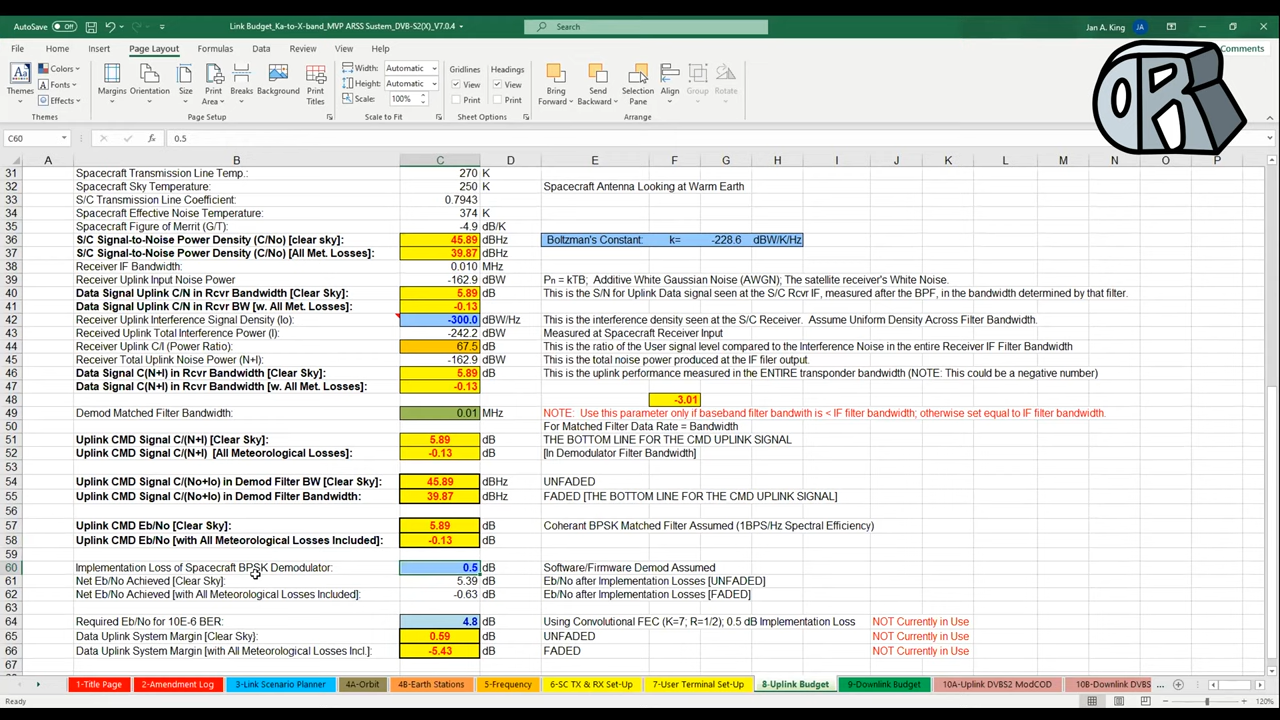 AutoSave Off Link Budget_Ka-to-X-band_MVP ARSS Sustem_DVB-S2(X)_V7.0.4 Search Jan A. King JA
File Home Insert Page Layout Formulas Data Review View Help Comments
Themes Colors Fonts Effects Margins Orientation Size Print Area Breaks Background Print Titles Width: Automatic Height: Automatic Scale: 100% Gridlines View Print Headings View Print Bring Forward Send Backward Selection Pane Align Group Rotate
Themes Page Setup Scale to Fit Sheet Options Arrange
OR
C60 fx 0.5
A B C D E F G H I J K L M N O P
31 Spacecraft Transmission Line Temp.: 270 K
32 Spacecraft Sky Temperature: 250 K Spacecraft Antenna Looking at Warm Earth
33 S/C Transmission Line Coefficient: 0.7943
34 Spacecraft Effective Noise Temperature: 374 K
35 Spacecraft Figure of Merrit (G/T): -4.9 dB/K
36 S/C Signal-to-Noise Power Density (C/No) [clear sky]: 45.89 dBHz Boltzman's Constant: k= -228.6 dBW/K/Hz
37 S/C Signal-to-Noise Power Density (C/No) [All Met. Losses]: 39.87 dBHz
38 Receiver IF Bandwidth: 0.010 MHz
39 Receiver Uplink Input Noise Power -162.9 dBW Pn = kTB; Additive White Gaussian Noise (AWGN); The satellite receiver's White Noise.
40 Data Signal Uplink C/N in Rcvr Bandwidth [Clear Sky]: 5.89 dB This is the S/N for Uplink Data signal seen at the S/C Rcvr IF, measured after the BPF, in the bandwidth determined by that filter.
41 Data Signal Uplink C/N in Rcvr BW [w. All Met. Losses]: -0.13
42 Receiver Uplink Interference Signal Density (Io): -300.0 dBW/Hz This is the interference density seen at the S/C Receiver. Assume Uniform Density Across Filter Bandwidth.
43 Received Uplink Total Interference Power (I): -242.2 dBW Measured at Spacecraft Receiver Input
44 Receiver Uplink C/I (Power Ratio): 67.5 This is the ratio of the User signal level compared to the Interference Noise in the entire Receiver IF Filter Bandwidth
45 Receiver Total Uplink Noise Power (N+I): -162.9 dBW This is the total noise power produced at the IF filer output.
46 Data Signal C(N+I) in Rcvr Bandwidth [Clear Sky]: 5.89 dB This is the uplink performance measured in the ENTIRE transponder bandwidth (NOTE: This could be a negative number)
47 Data Signal C(N+I) in Rcvr Bandwidth [w. All Met. Losses]: -0.13
48 -3.01
49 Demod Matched Filter Bandwidth: 0.01 MHz NOTE: Use this parameter only if baseband filter bandwith is < IF filter bandwidth; otherwise set equal to IF filter bandwidth.
50 For Matched Filter Data Rate = Bandwidth
51 Uplink CMD Signal C/(N+I) [Clear Sky]: 5.89 dB THE BOTTOM LINE FOR THE CMD UPLINK SIGNAL
52 Uplink CMD Signal C/(N+I) [All Meteorological Losses]: -0.13 dB [In Demodulator Filter Bandwidth]
53
54 Uplink CMD Signal C/(No+Io) in Demod Filter BW [Clear Sky]: 45.89 dBHz UNFADED
55 Uplink CMD Signal C/(No+Io) in Demod Filter Bandwidth: 39.87 dBHz FADED [THE BOTTOM LINE FOR THE CMD UPLINK SIGNAL]
56
57 Uplink CMD Eb/No [Clear Sky]: 5.89 dB Coherant BPSK Matched Filter Assumed (1BPS/Hz Spectral Efficiency)
58 Uplink CMD Eb/No [with All Meteorological Losses Included]: -0.13 dB
59
60 Implementation Loss of Spacecraft BPSK Demodulator: 0.5 dB Software/Firmware Demod Assumed
61 Net Eb/No Achieved [Clear Sky]: 5.39 dB Eb/No after Implementation Losses [UNFADED]
62 Net Eb/No Achieved [with All Meteorological Losses Included]: -0.63 dB Eb/No after Implementation Losses [FADED]
63
64 Required Eb/No for 10E-6 BER: 4.8 dB Using Convolutional FEC (K=7; R=1/2); 0.5 dB Implementation Loss NOT Currently in Use
65 Data Uplink System Margin [Clear Sky}: 0.59 dB UNFADED NOT Currently in Use
66 Data Uplink System Margin [with All Meteorological Losses Incl.]: -5.43 dB FADED NOT Currently in Use
67
1-Title Page 2-Amendment Log 3-Link Scenario Planner 4A-Orbit 4B-Earth Stations 5-Frequency 6-SC TX & RX Set-Up 7-User Terminal Set-Up 8-Uplink Budget 9-Downlink Budget 10A-Uplink DVBS2 ModCOD 10B-Downlink DVBS ...
120%